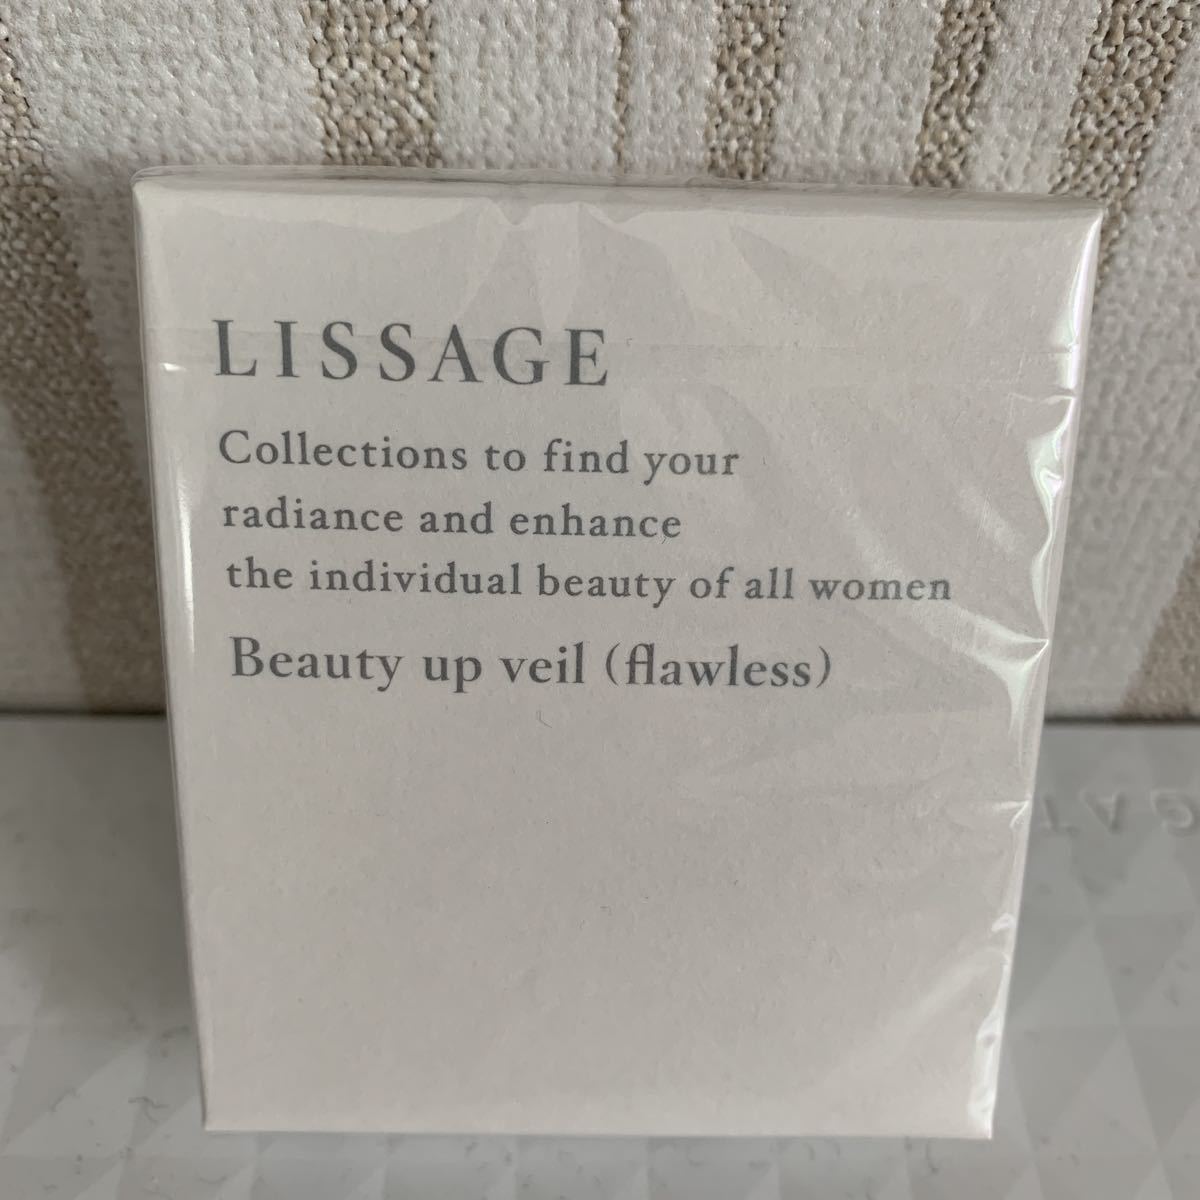 LISSAGE
Collections to find your
radiance and enhance
the individual beauty of all women
Beauty up veil (flawless)